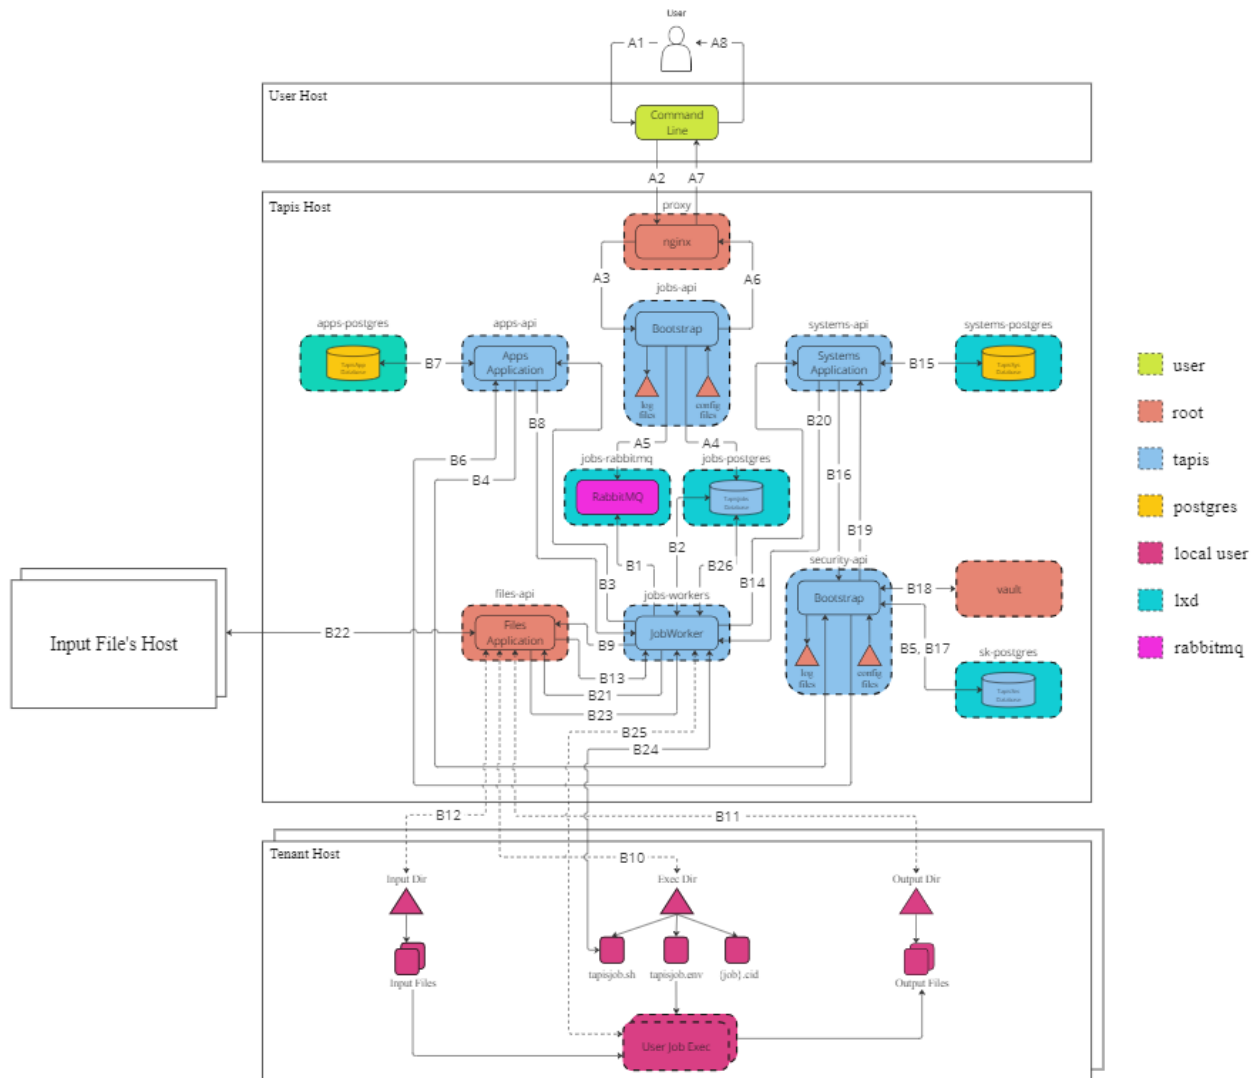 User
A1
A8
User Host
Command
Line
A2
A7
Tapis Host
proxy
nginx
A3
A6
jobs-api
Bootstrap
log
files
config
files
apps-postgres
TapisApp
Database
B7
apps-api
Apps
Application
systems-api
Systems
Application
B15
systems-postgres
Database
user
root
tapis
postgres
local user
lxd
rabbitmq
B8
B20
A5
A4
B6
B4
jobs-rabbitmq
RabbitMQ
jobs-postgres
TapisJobs
Database
B16
B19
B2
B1
B26
B3
B14
security-api
Bootstrap
log
files
config
files
B18
vault
B5, B17
sk-postgres
Database
files-api
Files
Application
jobs-workers
JobWorker
B9
B13
B21
B23
B25
B24
Input File's Host
B22
B12
B11
B10
Tenant Host
Input Dir
Exec Dir
Output Dir
Input Files
tapisjob.sh
tapisjob.env
{job}.cid
Output Files
User Job Exec